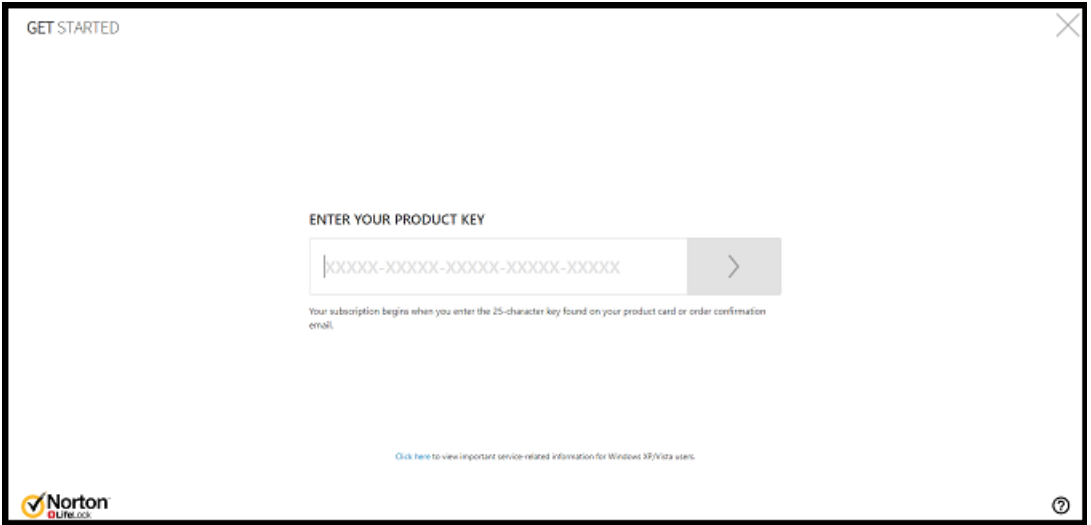 GET STARTED
ENTER YOUR PRODUCT KEY
XXXXX-XXXXX-XXXXX-XXXXX-XXXXX
Your subscription begins when you enter the 25-character key found on your product card or order confirmation
email.
Click here to view important service-related information for Windows XP/Vista users.
Norton
LifeLock